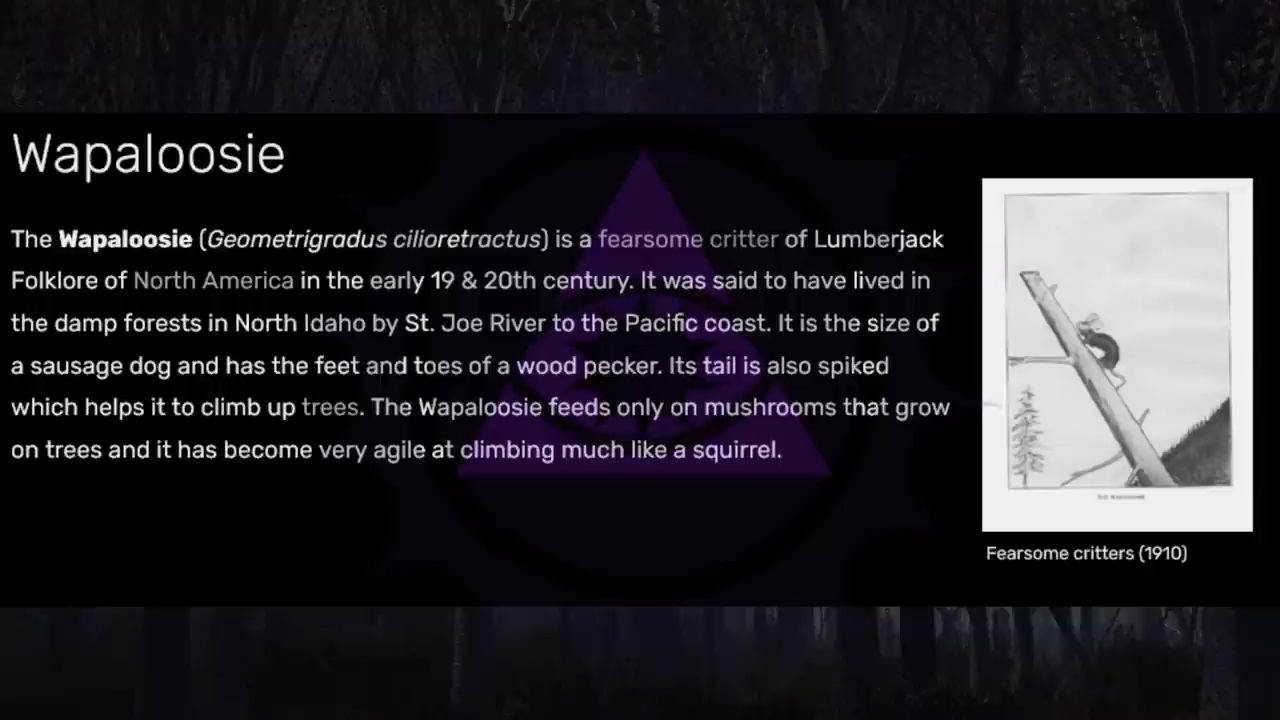 Wapaloosie
The Wapaloosie (Geometrigradus cilioretractus) is a fearsome critter of Lumberjack
Folklore of North America in the early 19 & 20th century. It was said to have lived in
the damp forests in North Idaho by St. Joe River to the Pacific coast. It is the size of
a sausage dog and has the feet and toes of a wood pecker. Its tail is also spiked
which helps it to climb up trees. The Wapaloosie feeds only on mushrooms that grow
on trees and it has become very agile at climbing much like a squirrel.
Fearsome critters (1910)